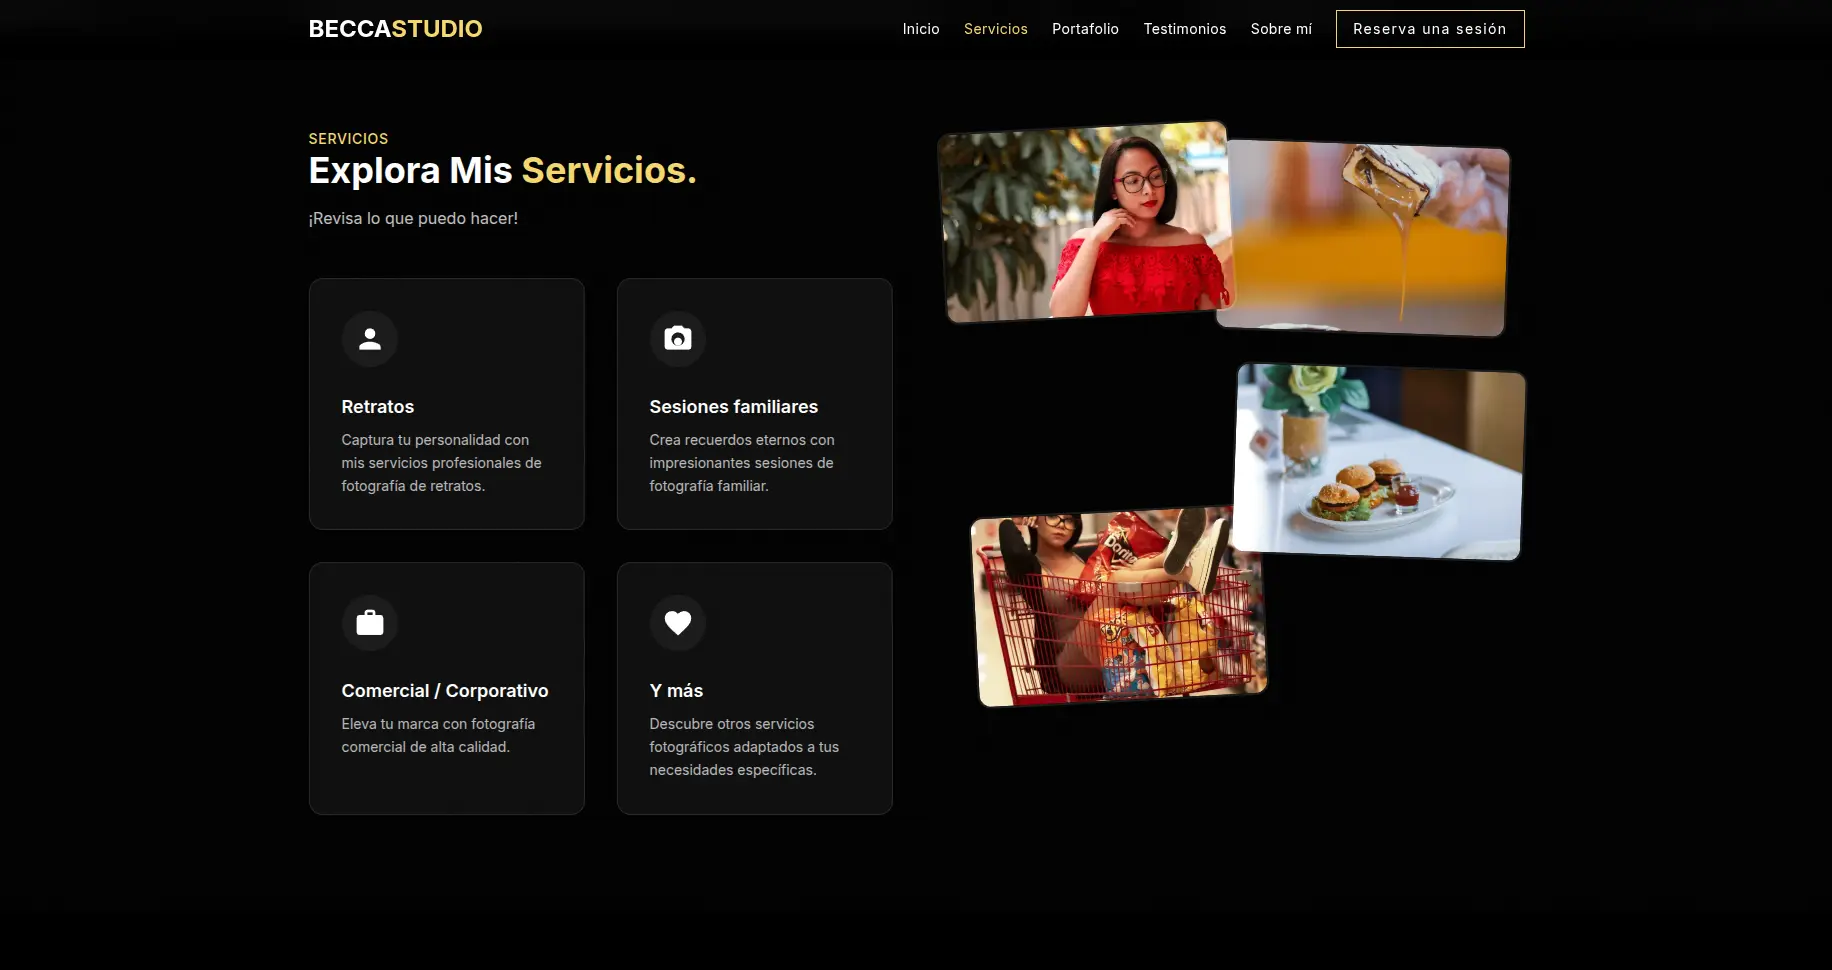 BECCASTUDIO
Inicio
Servicios
Portafolio
Testimonios
Sobre mí
Reserva una sesión
SERVICIOS
Explora Mis Servicios.
¡Revisa lo que puedo hacer!
Retratos
Captura tu personalidad con
mis servicios profesionales de
fotografía de retratos.
Sesiones familiares
Crea recuerdos eternos con
impresionantes sesiones de
fotografía familiar.
Comercial / Corporativo
Eleva tu marca con fotografía
comercial de alta calidad.
Y más
Descubre otros servicios
fotográficos adaptados a tus
necesidades específicas.
Doritos